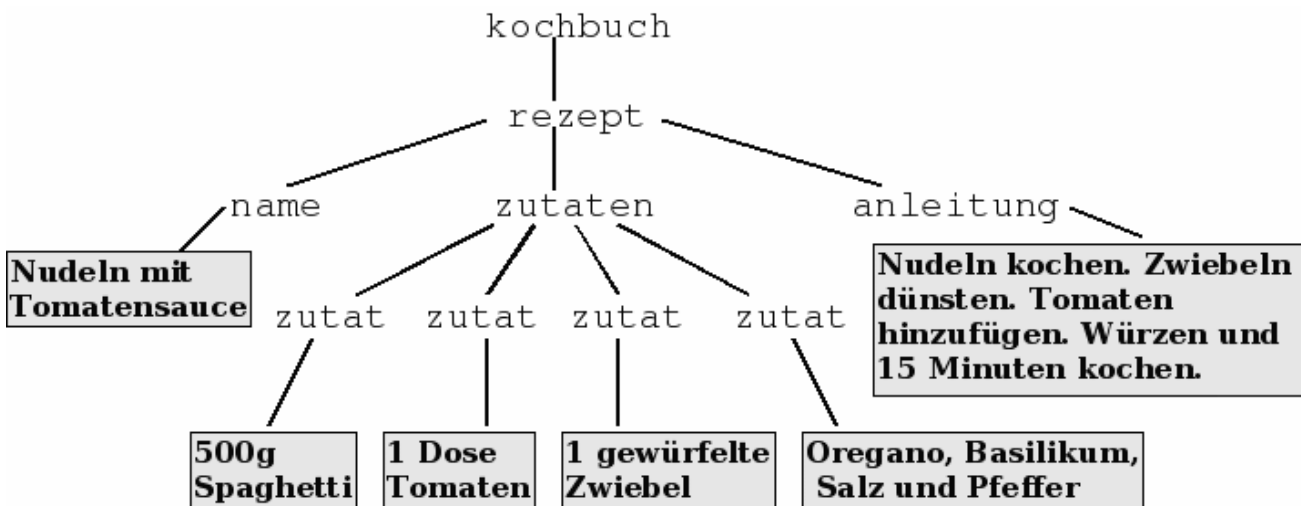 kochbuch
rezept
name
zutaten
anleitung
Nudeln mit
Tomatensauce
Nudeln kochen. Zwiebeln
dünsten. Tomaten
hinzufügen. Würzen und
15 Minuten kochen.
zutat
zutat
zutat
zutat
500g
Spaghetti
1 Dose
Tomaten
1 gewürfelte
Zwiebel
Oregano, Basilikum,
Salz und Pfeffer